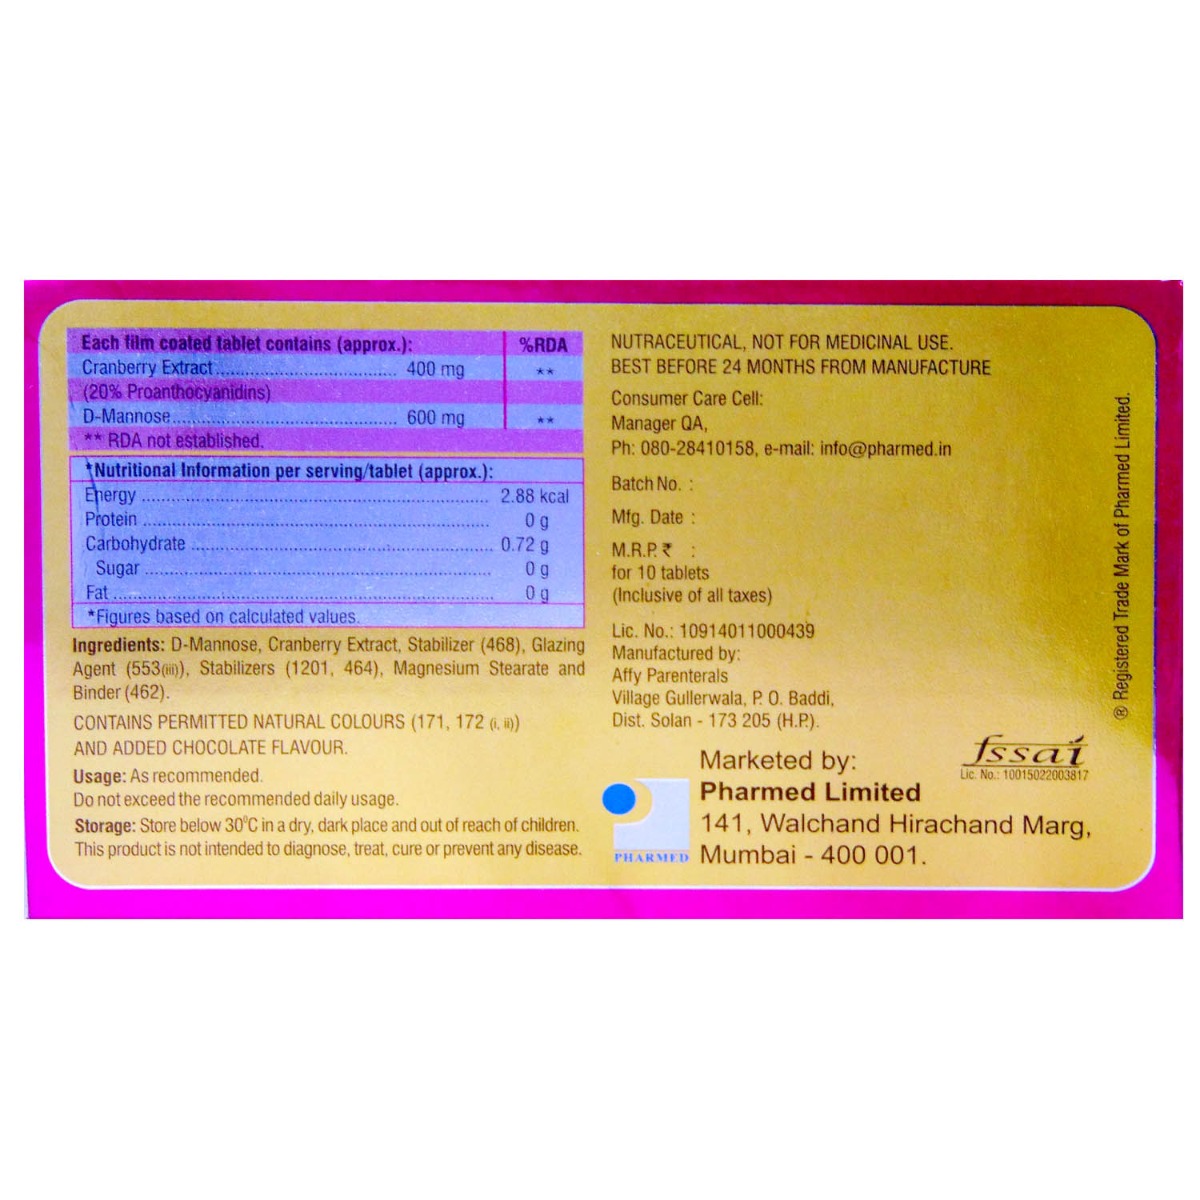 Each film coated tablet contains (approx.): %RDA
Cranberry Extract................................ 400 mg **
(20% Proanthocyanidins)
D-Mannose....................................... 600 mg **
** RDA not established.
*Nutritional Information per serving/tablet (approx.):
Energy ............................................................ 2.88 kcal
Protein ............................................................ 0 g
Carbohydrate .................................................... 0.72 g
Sugar ............................................................ 0 g
Fat ................................................................ 0 g
*Figures based on calculated values.
Ingredients: D-Mannose, Cranberry Extract, Stabilizer (468), Glazing
Agent (553(iii)), Stabilizers (1201, 464), Magnesium Stearate and
Binder (462).
CONTAINS PERMITTED NATURAL COLOURS (171, 172 (i, ii))
AND ADDED CHOCOLATE FLAVOUR.
Usage: As recommended.
Do not exceed the recommended daily usage.
Storage: Store below 30°C in a dry, dark place and out of reach of children.
This product is not intended to diagnose, treat, cure or prevent any disease.
NUTRACEUTICAL, NOT FOR MEDICINAL USE.
BEST BEFORE 24 MONTHS FROM MANUFACTURE
Consumer Care Cell:
Manager QA,
Ph: 080-28410158, e-mail: info@pharmed.in
Batch No. :
Mfg. Date :
M.R.P. ₹ :
for 10 tablets
(Inclusive of all taxes)
Lic. No.: 10914011000439
Manufactured by:
Affy Parenterals
Village Gullerwala, P. O. Baddi,
Dist. Solan - 173 205 (H.P.).
fssai
Lic. No.: 10015022003817
Marketed by:
Pharmed Limited
141, Walchand Hirachand Marg,
Mumbai - 400 001.
PHARMED
® Registered Trade Mark of Pharmed Limited.